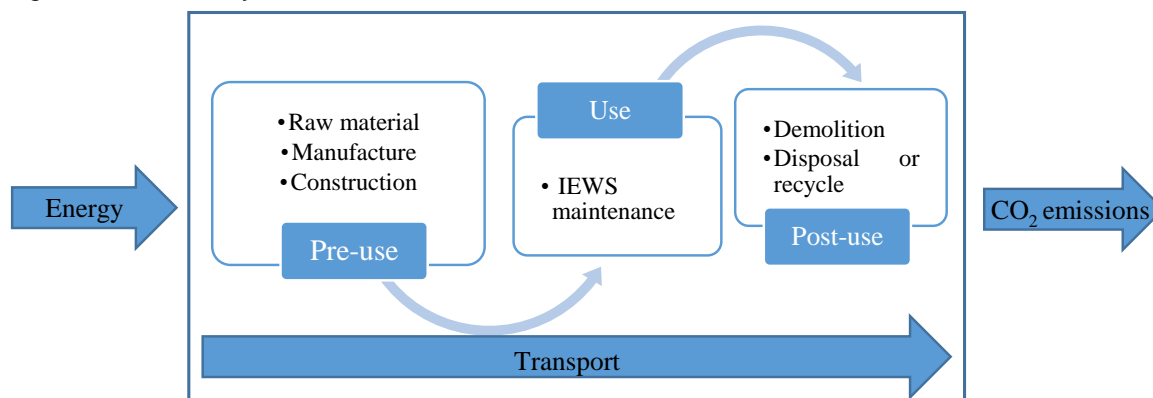 Energy
• Raw material
• Manufacture
• Construction
Pre-use
Use
• IEWS
maintenance
• Demolition
• Disposal or
recycle
Post-use
CO₂ emissions
Transport